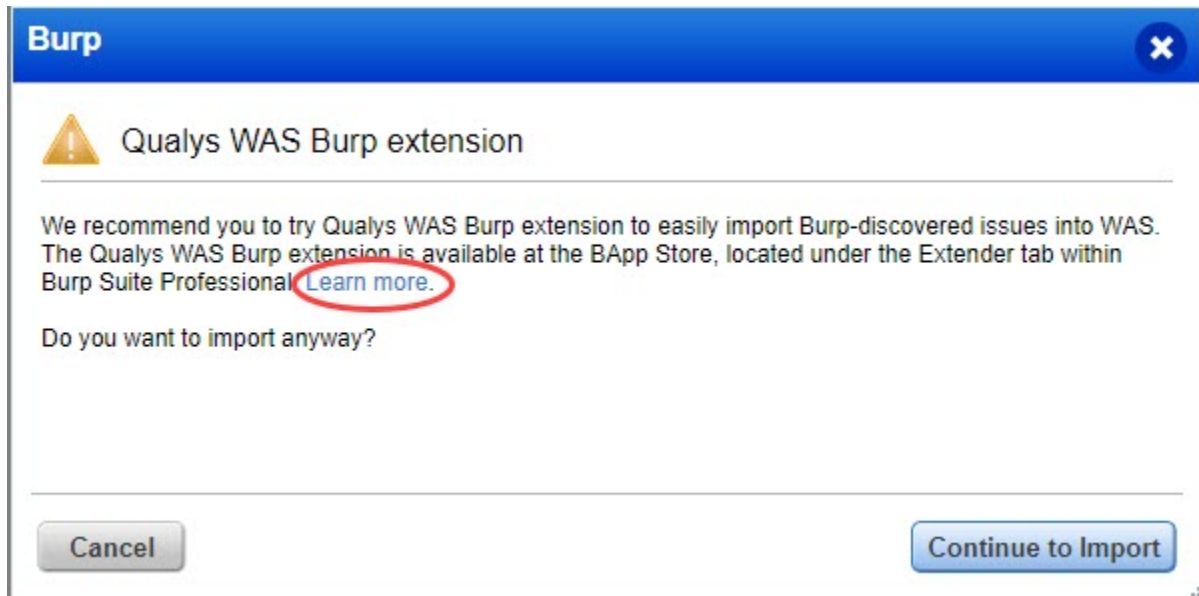 Burp
Qualys WAS Burp extension
We recommend you to try Qualys WAS Burp extension to easily import Burp-discovered issues into WAS.
The Qualys WAS Burp extension is available at the BApp Store, located under the Extender tab within
Burp Suite Professional. Learn more.
Do you want to import anyway?
Cancel
Continue to Import